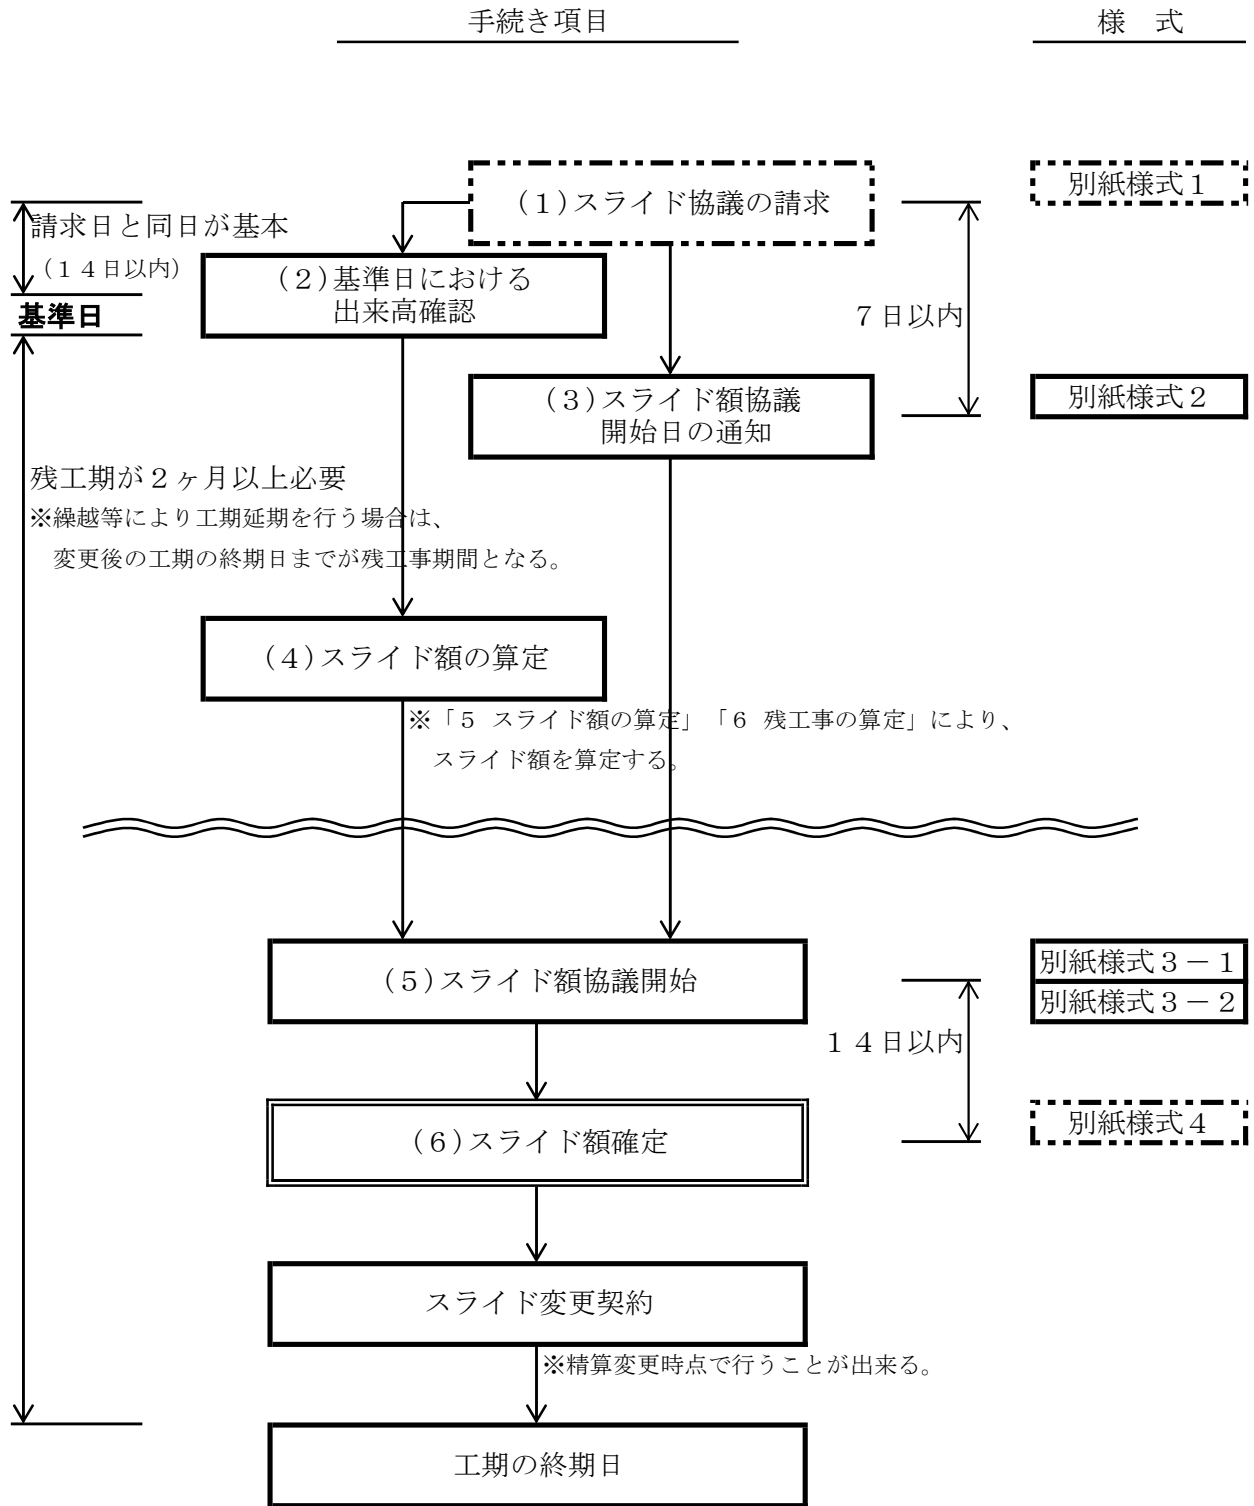 手続き項目
様　式
(１)スライド協議の請求
別紙様式１
請求日と同日が基本
（１４日以内）
(２)基準日における
出来高確認
基準日
７日以内
(３)スライド額協議
開始日の通知
別紙様式２
残工期が２ヶ月以上必要
※繰越等により工期延期を行う場合は、
変更後の工期の終期日までが残工事期間となる。
(４)スライド額の算定
※「５ スライド額の算定」「６ 残工事の算定」により、
スライド額を算定する。
(５)スライド額協議開始
別紙様式３－１
別紙様式３－２
１４日以内
(６)スライド額確定
別紙様式４
スライド変更契約
※精算変更時点で行うことが出来る。
工期の終期日